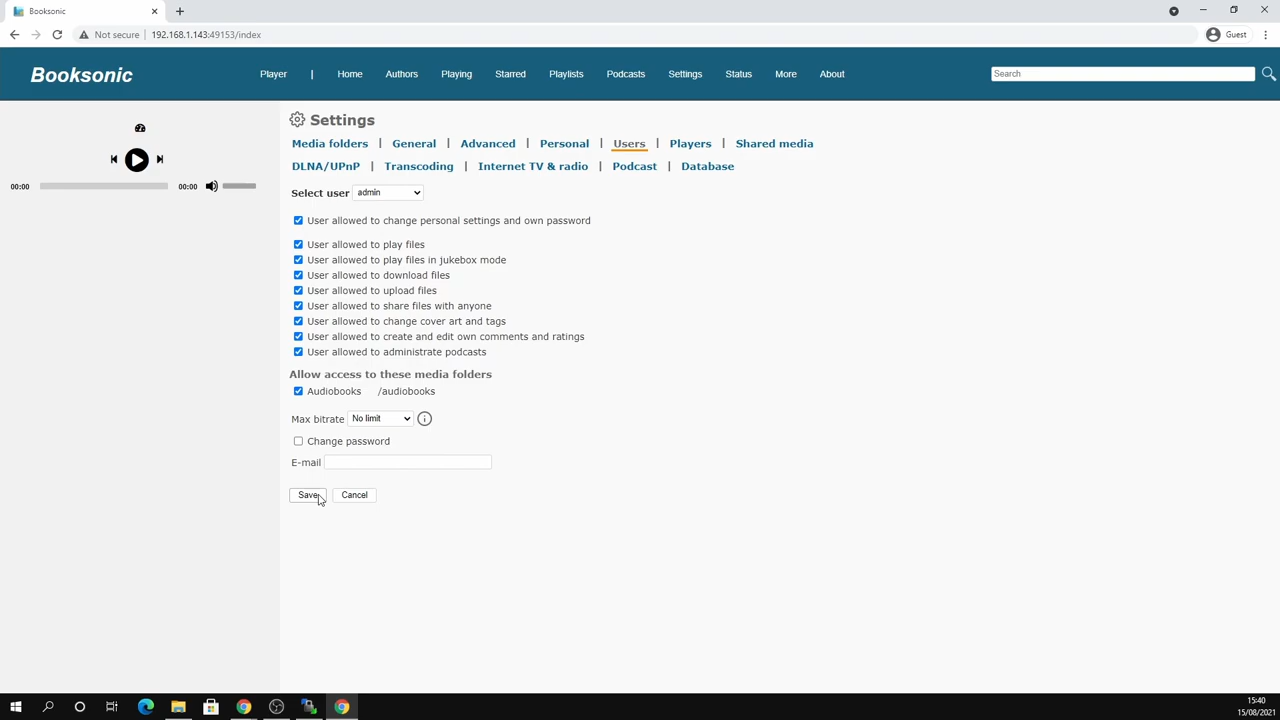 Booksonic
Not secure | 192.168.1.143:49153/index
Guest
Booksonic
Player | Home Authors Playing Starred Playlists Podcasts Settings Status More About
Search
Settings
Media folders | General | Advanced | Personal | Users | Players | Shared media
DLNA/UPnP | Transcoding | Internet TV & radio | Podcast | Database
00:00 00:00
Select user admin
User allowed to change personal settings and own password
User allowed to play files
User allowed to play files in jukebox mode
User allowed to download files
User allowed to upload files
User allowed to share files with anyone
User allowed to change cover art and tags
User allowed to create and edit own comments and ratings
User allowed to administrate podcasts
Allow access to these media folders
Audiobooks /audiobooks
Max bitrate No limit
Change password
E-mail
Save Cancel
15:40
15/08/2021